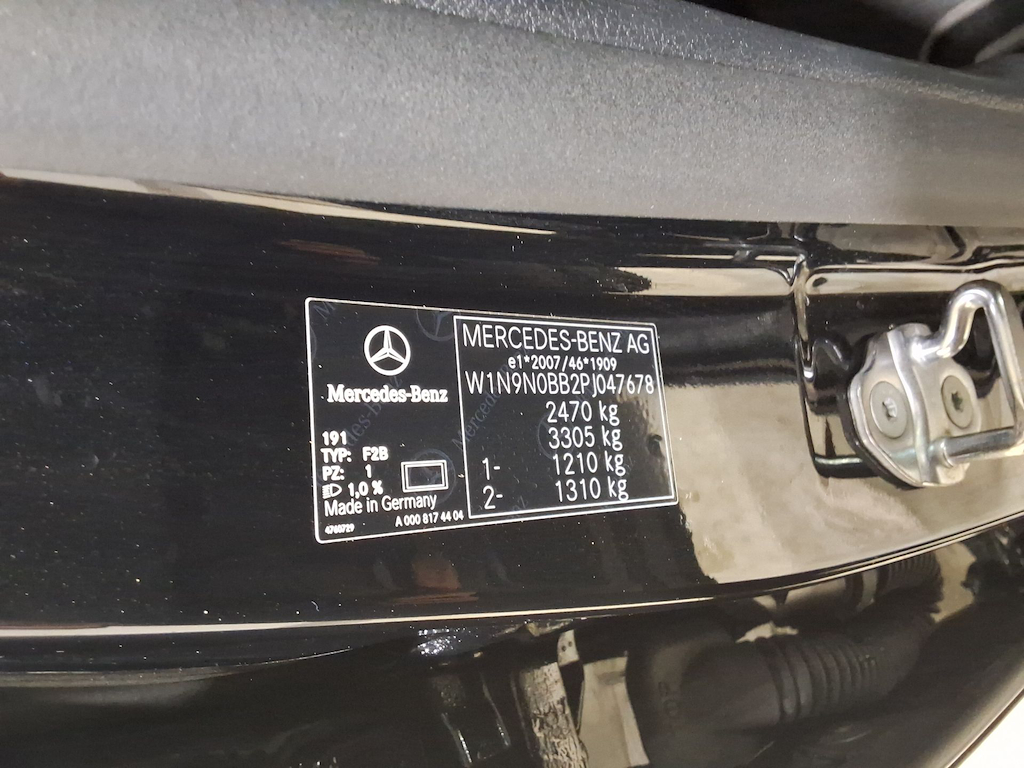 Mercedes-Benz
191
TYP: F2B
PZ: 1
1,0 %
Made in Germany
4760729 A 000 817 44 04
MERCEDES-BENZ AG
e1*2007/46*1909
W1N9N0BB2PJ047678
2470 kg
3305 kg
1- 1210 kg
2- 1310 kg